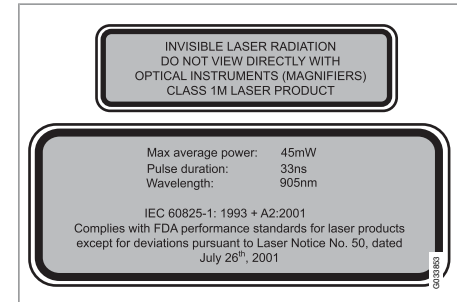 INVISIBLE LASER RADIATION
DO NOT VIEW DIRECTLY WITH
OPTICAL INSTRUMENTS (MAGNIFIERS)
CLASS 1M LASER PRODUCT
Max average power: 45mW
Pulse duration: 33ns
Wavelength: 905nm
IEC 60825-1: 1993 + A2:2001
Complies with FDA performance standards for laser products
except for deviations pursuant to Laser Notice No. 50, dated
July 26th, 2001
G033853